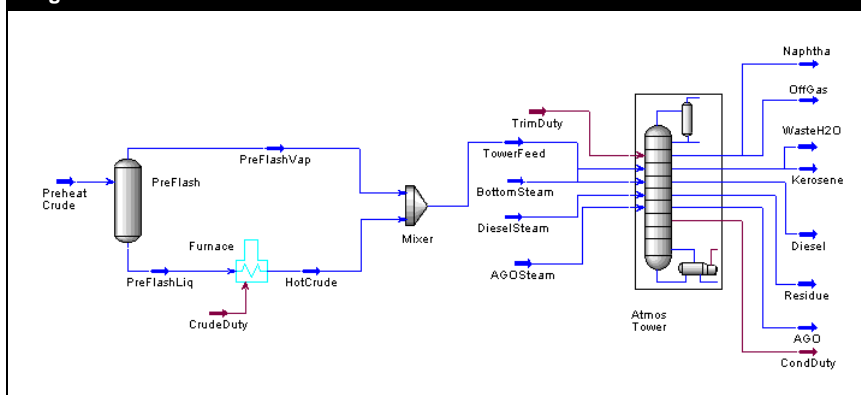 Naphtha
OffGas
TrimDuty
WasteH2O
PreFlashVap
TowerFeed
PreFlash
Kerosene
Preheat
Crude
BottomSteam
Mixer
DieselSteam
Furnace
Diesel
PreFlashLiq
HotCrude
AGOSteam
Residue
Atmos
Tower
CrudeDuty
AGO
CondDuty